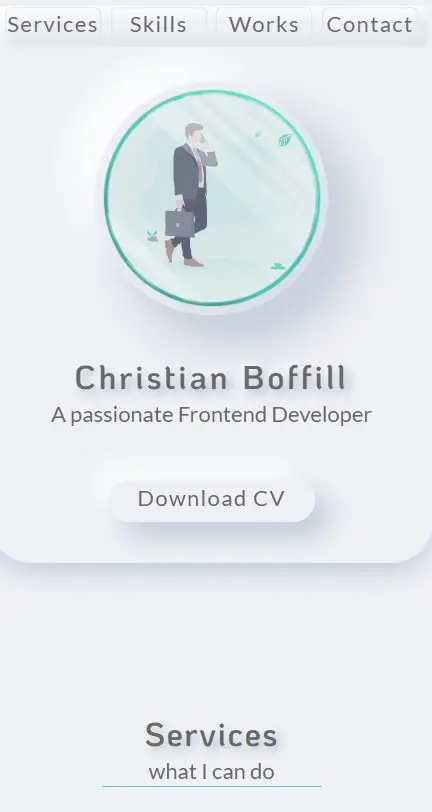 Services Skills Works Contact
Christian Boffill
A passionate Frontend Developer
Download CV
Services
what I can do